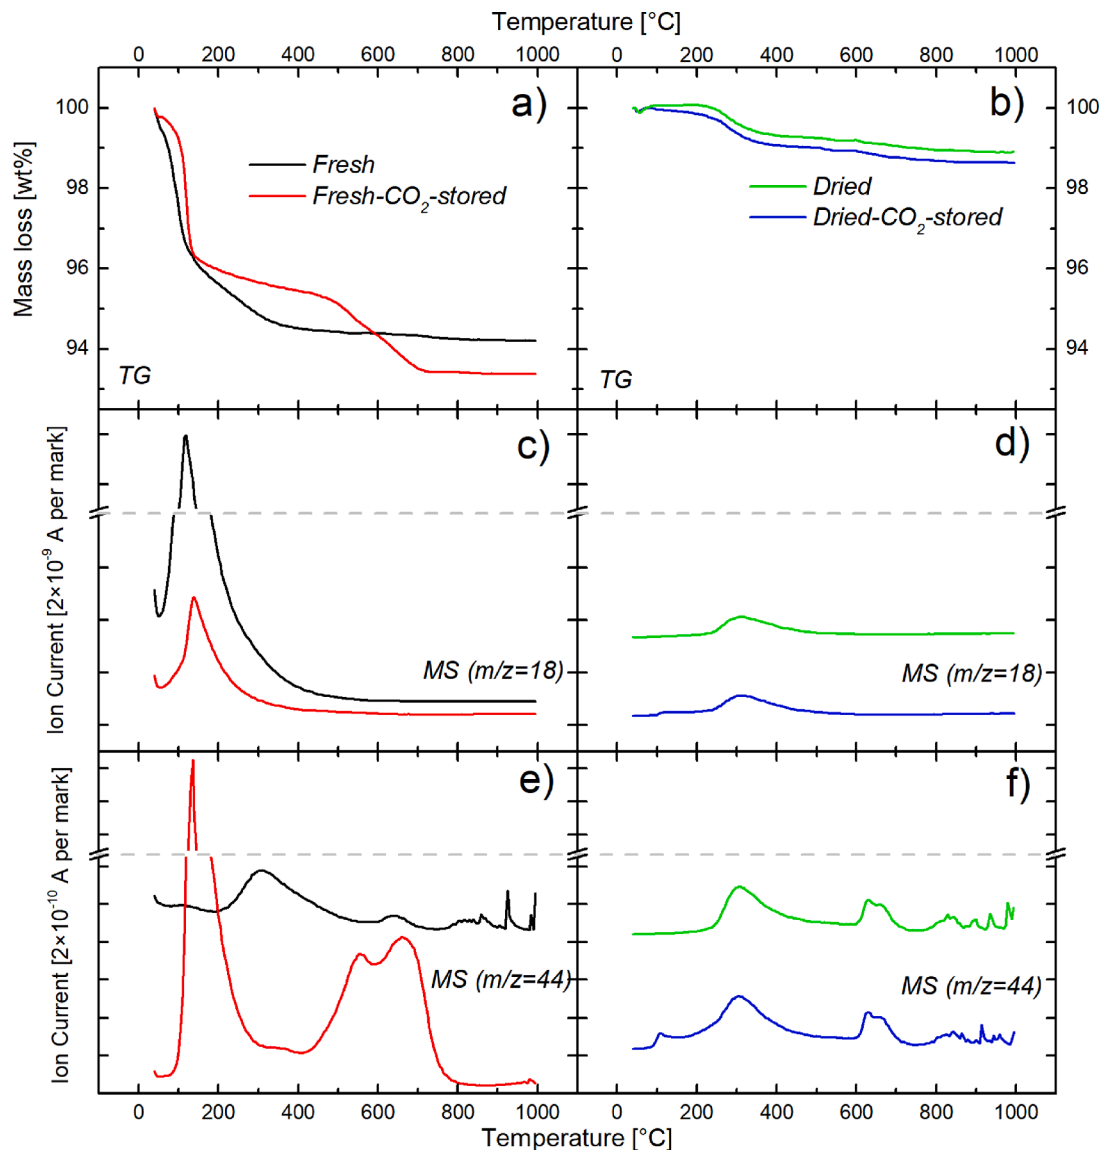 Temperature [°C]
0 200 400 600 800 1000 0 200 400 600 800 1000
a) b)
Mass loss [wt%]
100 98 96 94
Fresh
Fresh-CO₂-stored
TG
Dried
Dried-CO₂-stored
TG
100 98 96 94
c) d)
Ion Current [2×10⁻⁹ A per mark]
MS (m/z=18) MS (m/z=18)
e) f)
Ion Current [2×10⁻¹⁰ A per mark]
MS (m/z=44) MS (m/z=44)
0 200 400 600 800 1000 0 200 400 600 800 1000
Temperature [°C]